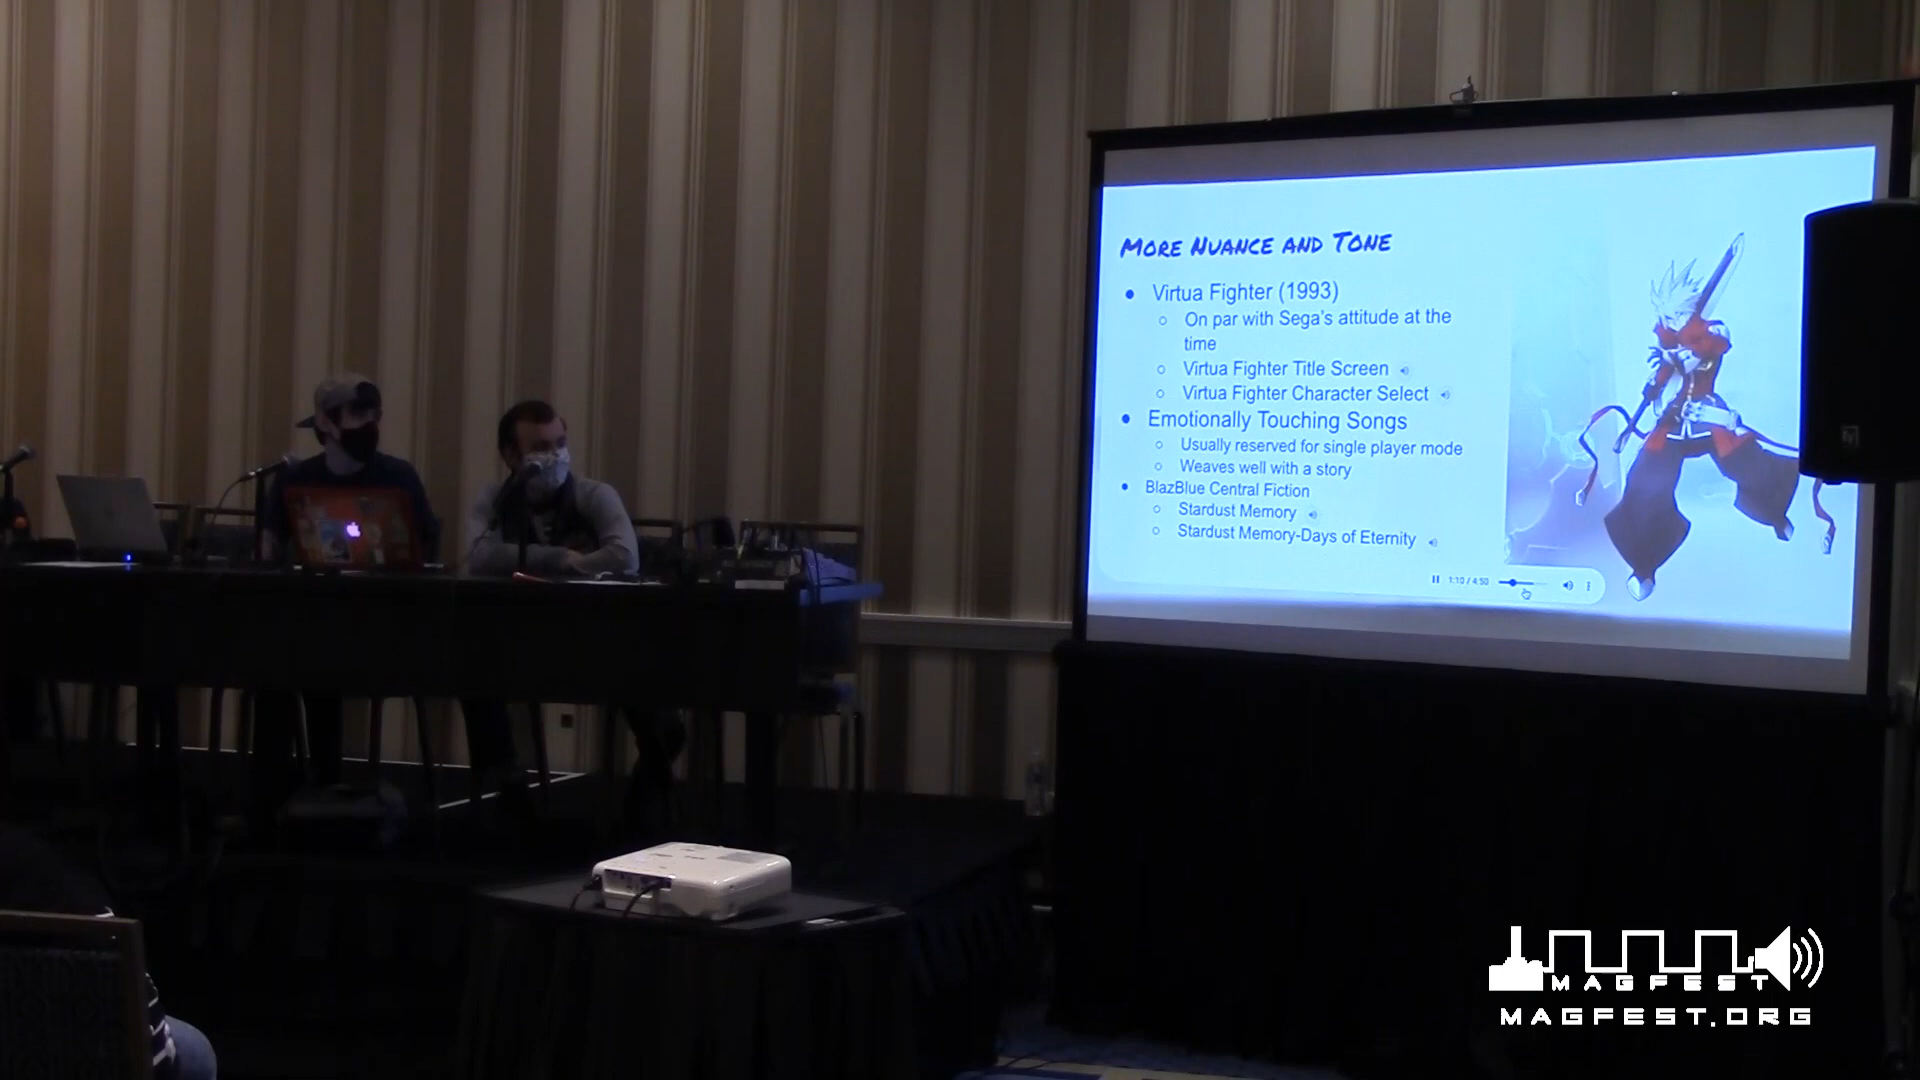 More Nuance and Tone
● Virtua Fighter (1993)
○ On par with Sega's attitude at the
time
○ Virtua Fighter Title Screen
○ Virtua Fighter Character Select
● Emotionally Touching Songs
○ Usually reserved for single player mode
○ Weaves well with a story
● BlazBlue Central Fiction
○ Stardust Memory
○ Stardust Memory-Days of Eternity
1:10 / 4:50
MAGFEST
MAGFEST.ORG